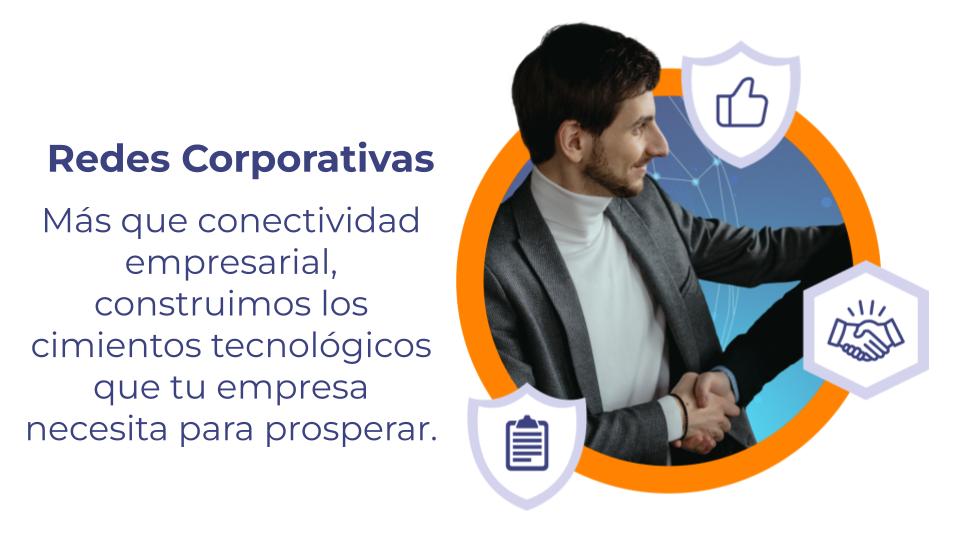 Redes Corporativas
Más que conectividad
empresarial,
construimos los
cimientos tecnológicos
que tu empresa
necesita para prosperar.